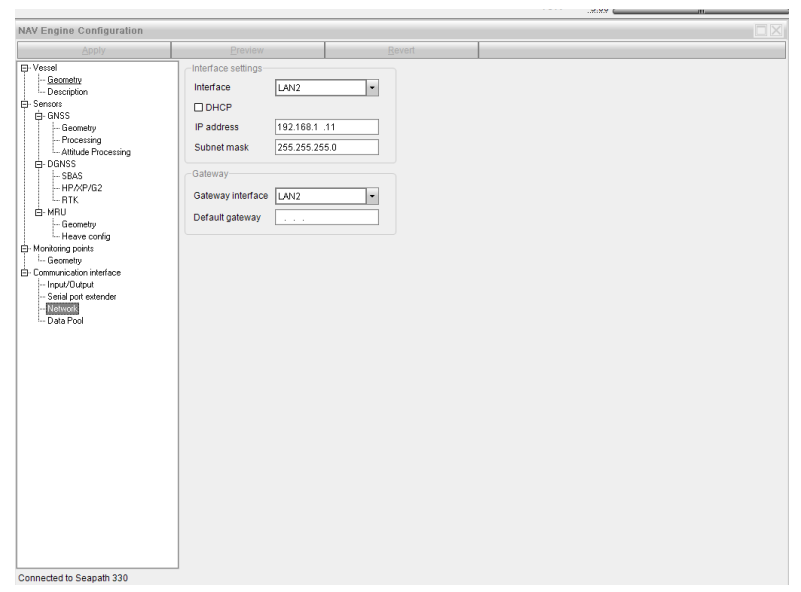 NAV Engine Configuration
Apply Preview Revert
Vessel
Geometry
Description
Sensors
GNSS
Geometry
Processing
Attitude Processing
DGNSS
SBAS
HP/XP/G2
RTK
MRU
Geometry
Heave config
Monitoring points
Geometry
Communication interface
Input/Output
Serial port extender
Network
Data Pool
Interface settings
Interface LAN2
DHCP
IP address 192.168.1 .11
Subnet mask 255.255.255.0
Gateway
Gateway interface LAN2
Default gateway . . .
Connected to Seapath 330